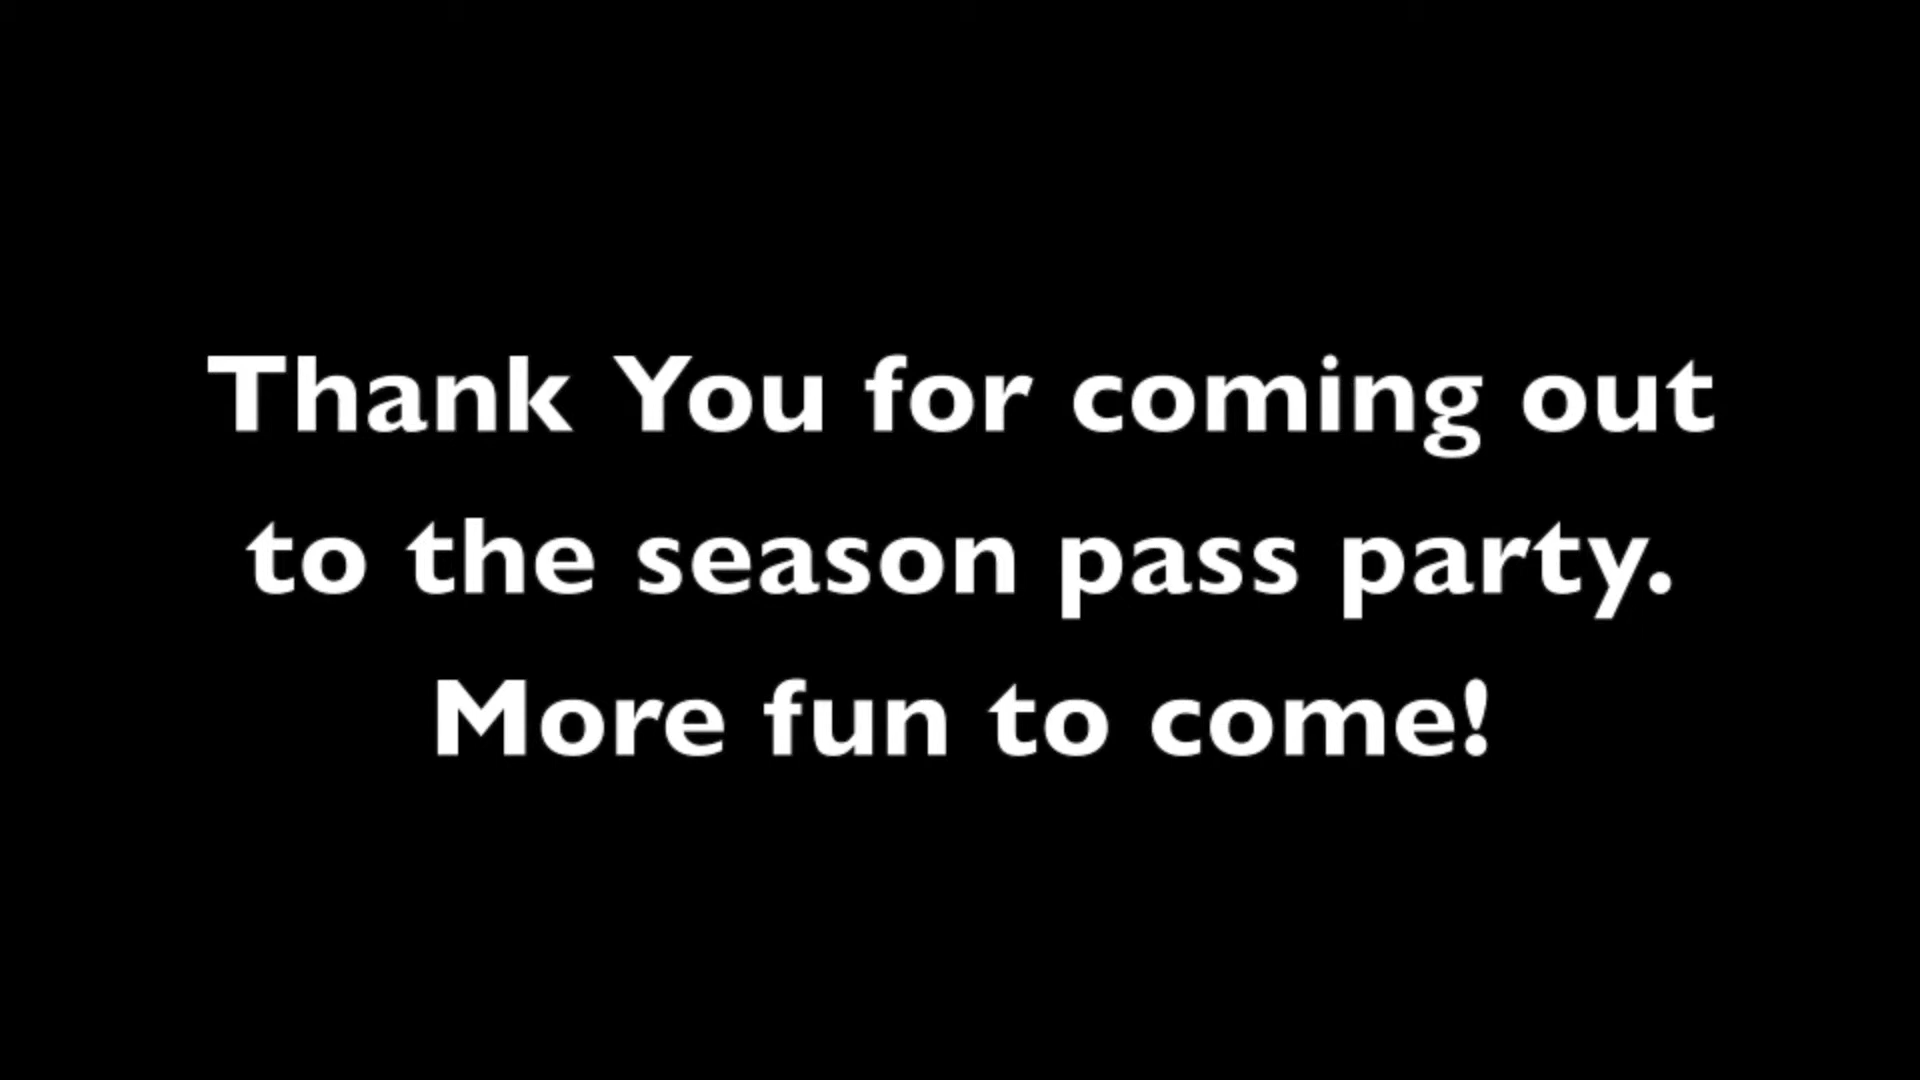 Thank You for coming out
to the season pass party.
More fun to come!